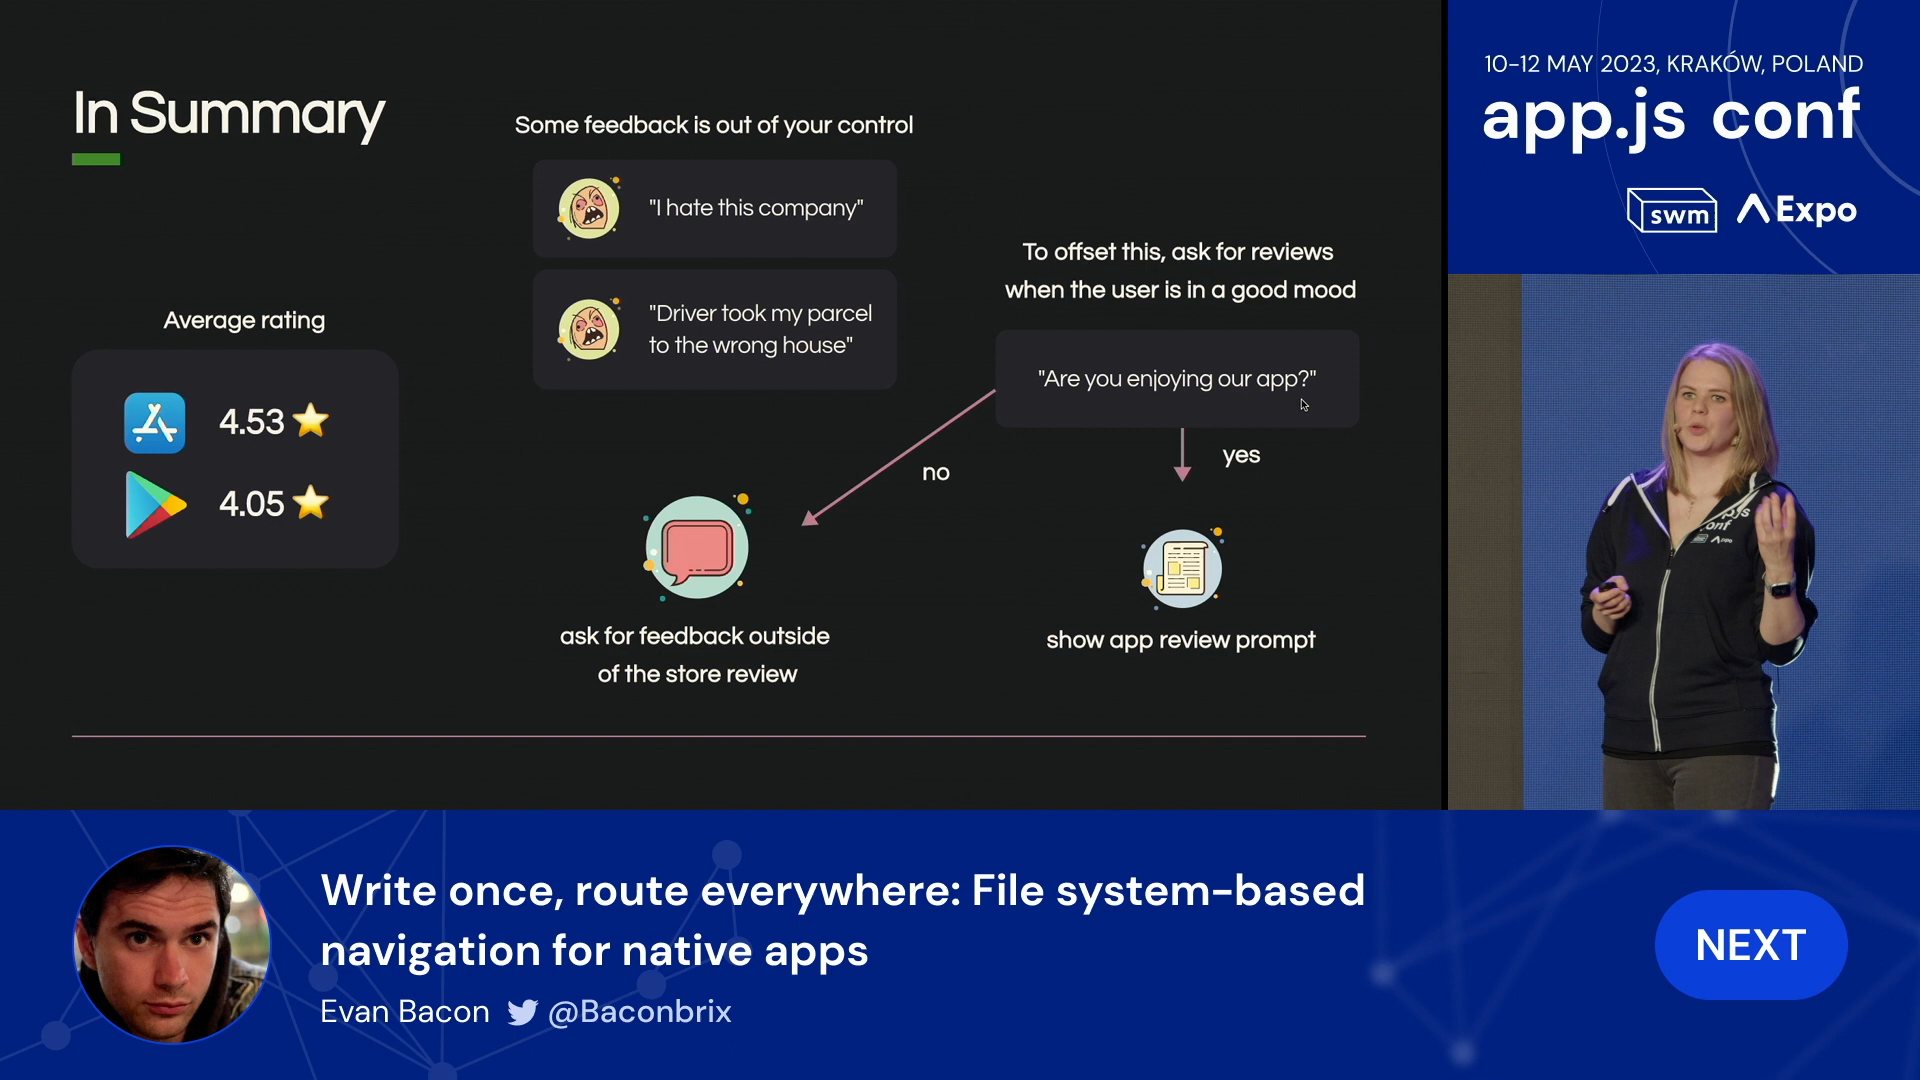 In Summary
Some feedback is out of your control
"I hate this company"
"Driver took my parcel
to the wrong house"
Average rating
4.53
4.05
To offset this, ask for reviews
when the user is in a good mood
"Are you enjoying our app?"
no
yes
ask for feedback outside
of the store review
show app review prompt
10–12 MAY 2023, KRAKÓW, POLAND
app.js conf
swm
Expo
Write once, route everywhere: File system-based
navigation for native apps
Evan Bacon @Baconbrix
NEXT